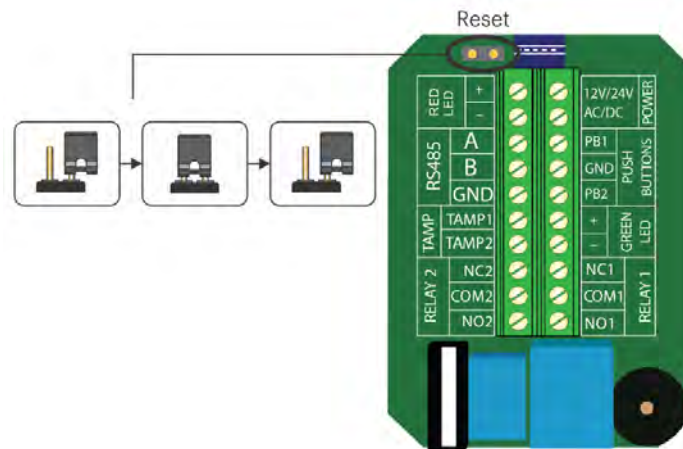 Reset
RED LED
+
−
12V/24V
AC/DC
POWER
RS485
A
B
GND
PB1
GND
PB2
PUSH
BUTTONS
TAMP
TAMP1
TAMP2
+
−
GREEN
LED
RELAY 2
NC2
COM2
NO2
NC1
COM1
NO1
RELAY 1